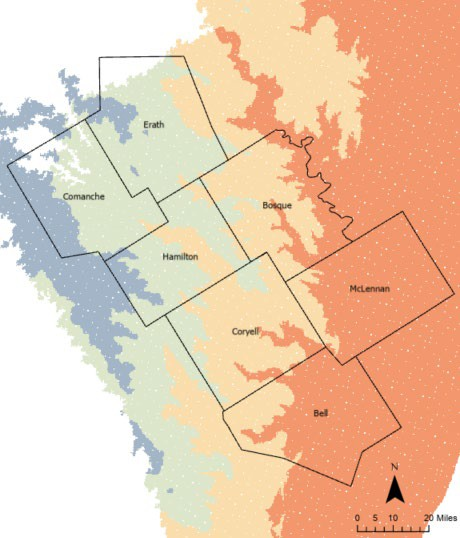 Erath
Comanche
Bosque
Hamilton
McLennan
Coryell
Bell
N
0 5 10 20 Miles